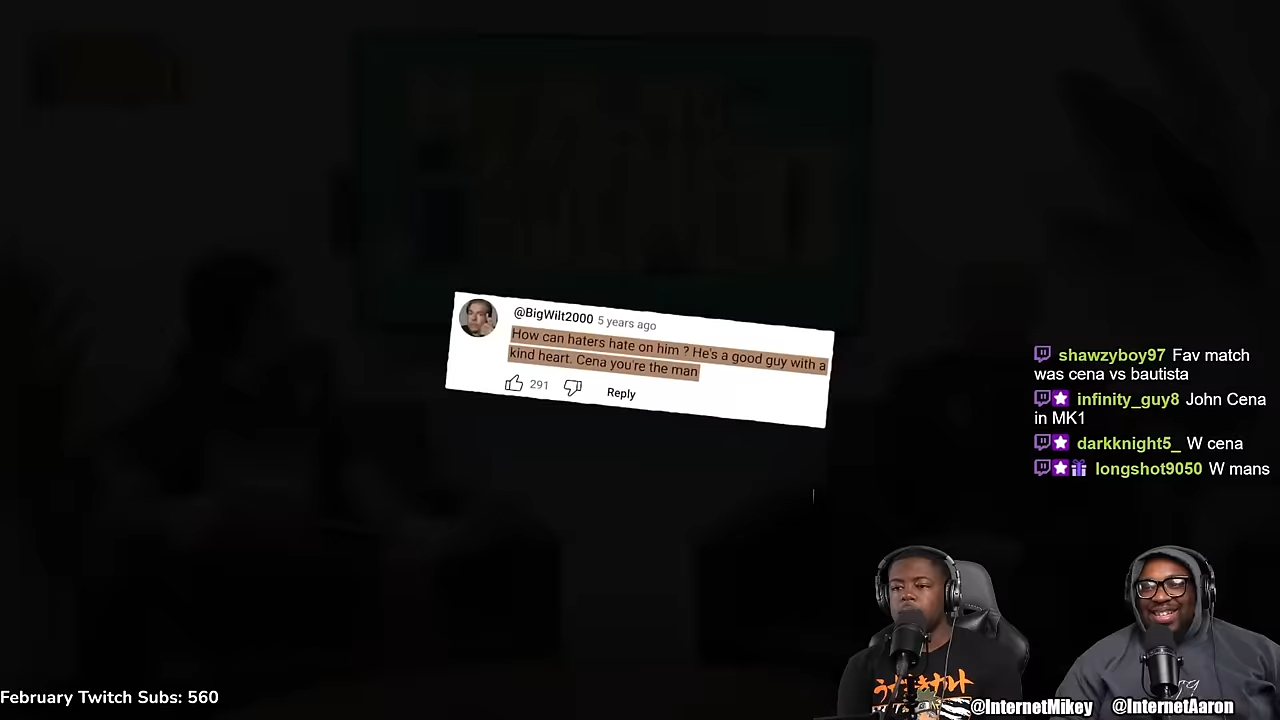 @BigWilt2000 5 years ago
How can haters hate on him ? He's a good guy with a
kind heart. Cena you're the man
291 Reply
shawzyboy97 Fav match
was cena vs bautista
infinity_guy8 John Cena
in MK1
darkknight5_ W cena
longshot9050 W mans
@InternetMikey @InternetAaron
February Twitch Subs: 560